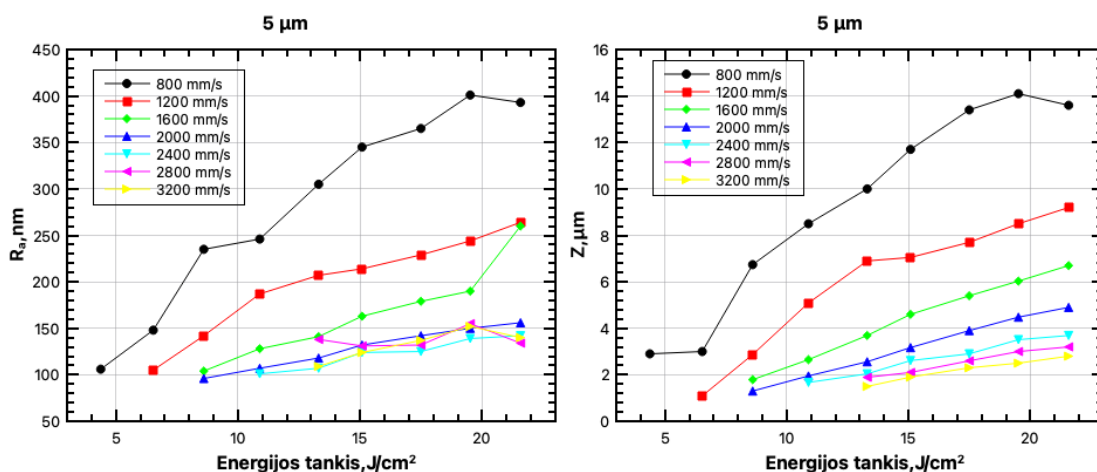 5 µm
450
400
350
300
250
200
150
100
50
Rₐ,nm
800 mm/s
1200 mm/s
1600 mm/s
2000 mm/s
2400 mm/s
2800 mm/s
3200 mm/s
5
10
15
20
Energijos tankis,J/cm²
5 µm
16
14
12
10
8
6
4
2
0
Z,µm
800 mm/s
1200 mm/s
1600 mm/s
2000 mm/s
2400 mm/s
2800 mm/s
3200 mm/s
5
10
15
20
Energijos tankis,J/cm²